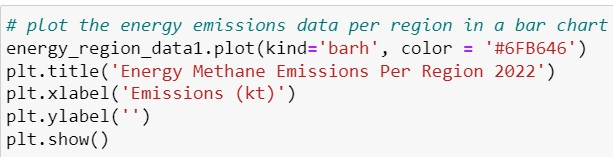 # plot the energy emissions data per region in a bar chart
energy_region_data1.plot(kind='barh', color = '#6FB646')
plt.title('Energy Methane Emissions Per Region 2022')
plt.xlabel('Emissions (kt)')
plt.ylabel('')
plt.show()